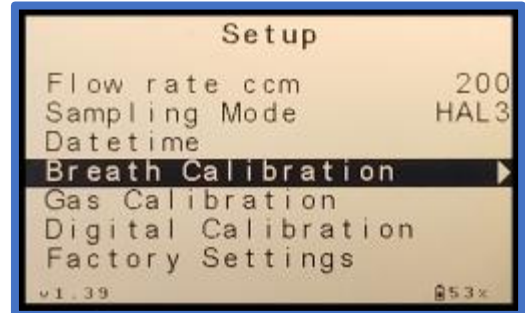 Setup
Flow rate ccm 200
Sampling Mode HAL3
Datetime
Breath Calibration
Gas Calibration
Digital Calibration
Factory Settings
v1.39 53%